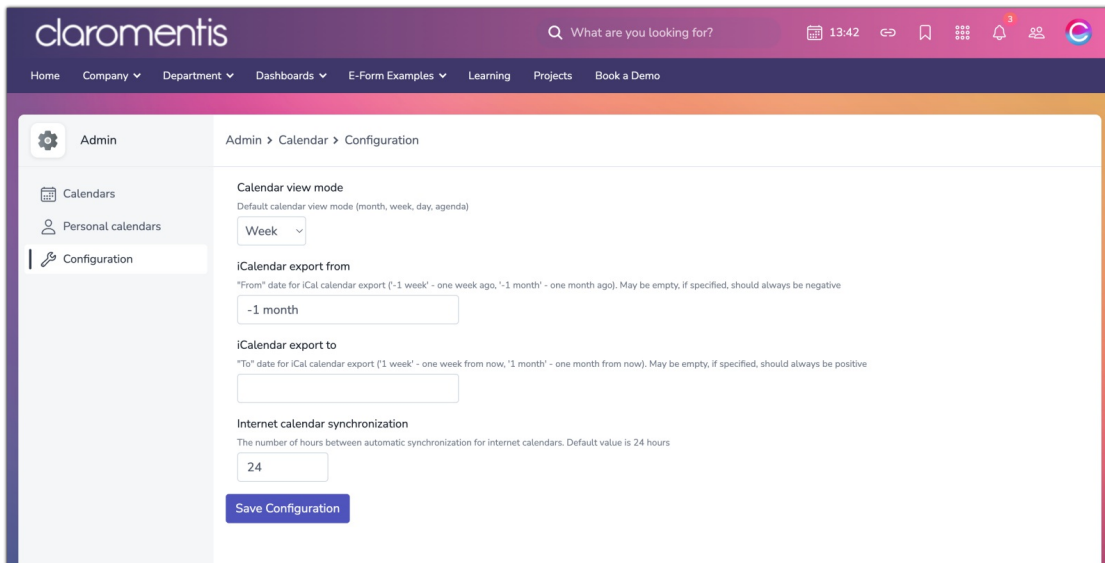 claromentis
What are you looking for?
13:42
3
Home Company Department Dashboards E-Form Examples Learning Projects Book a Demo
Admin
Admin > Calendar > Configuration
Calendars
Personal calendars
Configuration
Calendar view mode
Default calendar view mode (month, week, day, agenda)
Week
iCalendar export from
"From" date for iCal calendar export ('-1 week' - one week ago, '-1 month' - one month ago). May be empty, if specified, should always be negative
-1 month
iCalendar export to
"To" date for iCal calendar export ('1 week' - one week from now, '1 month' - one month from now). May be empty, if specified, should always be positive
Internet calendar synchronization
The number of hours between automatic synchronization for internet calendars. Default value is 24 hours
24
Save Configuration